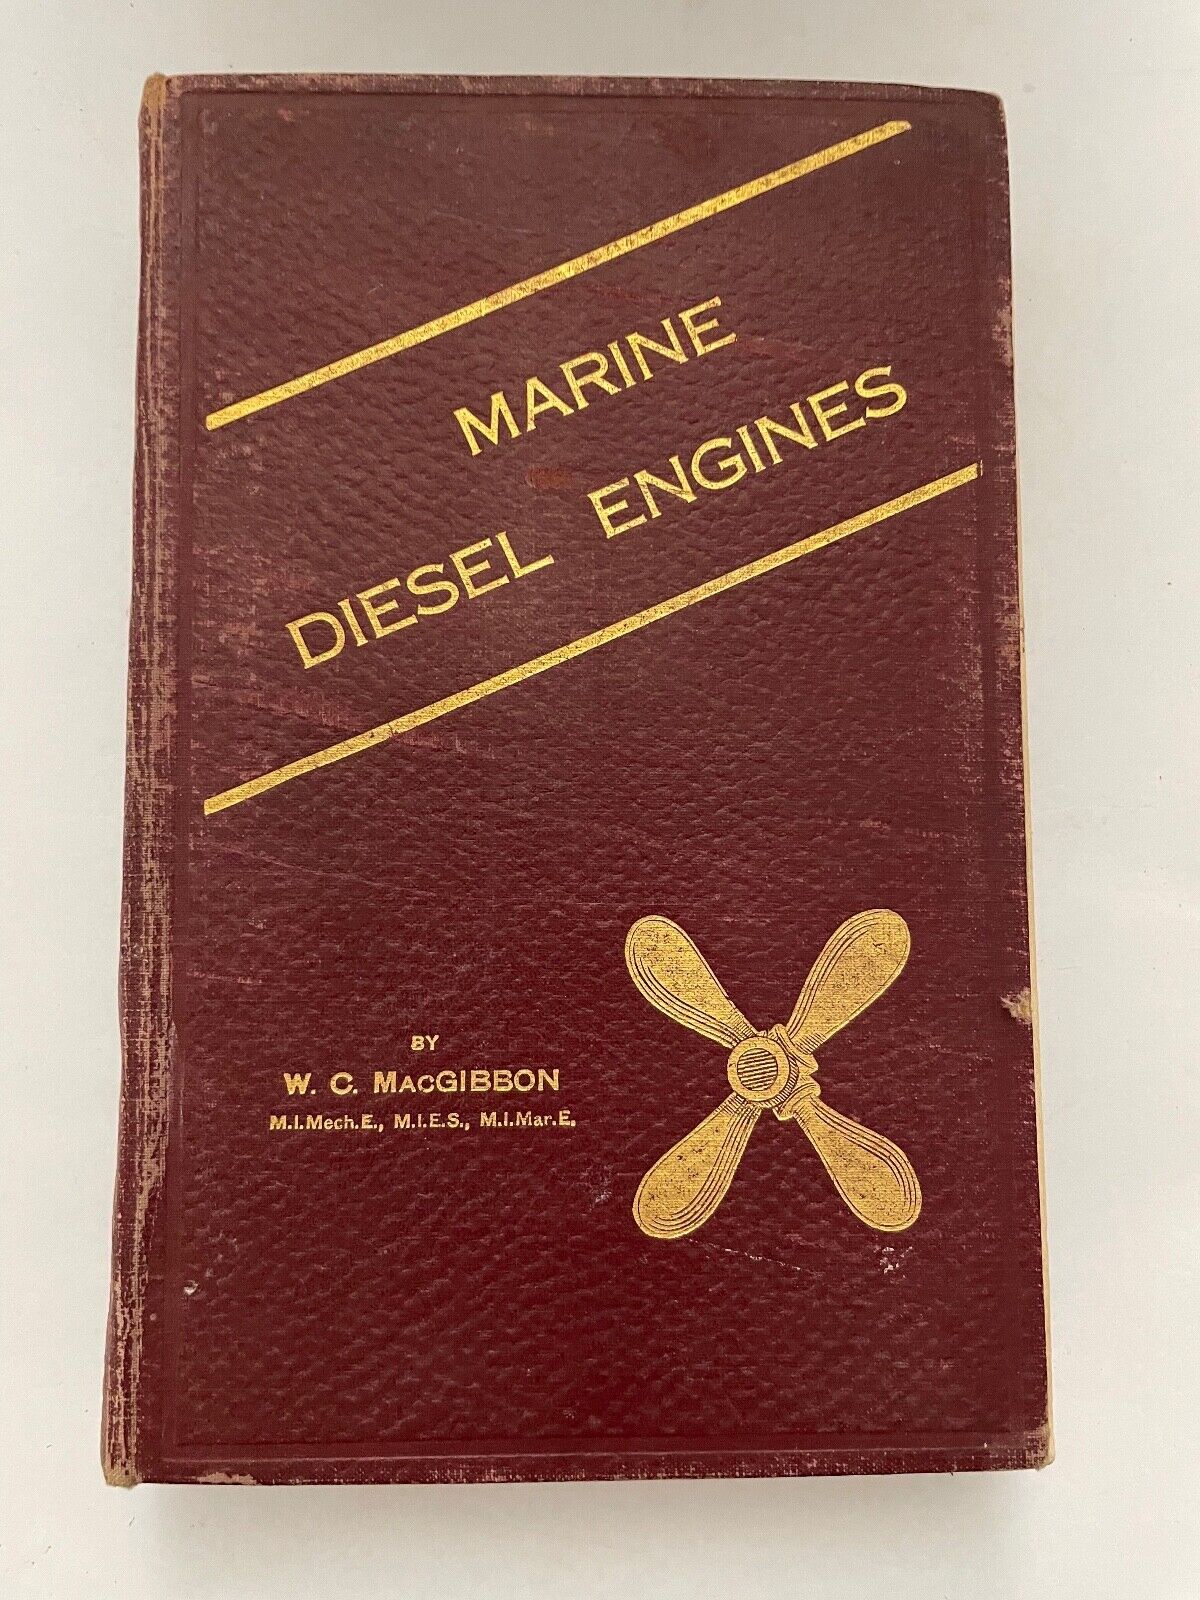 MARINE
DIESEL ENGINES
BY
W. C. MACGIBBON
M.I.Mech.E., M.I.E.S., M.I.Mar.E.